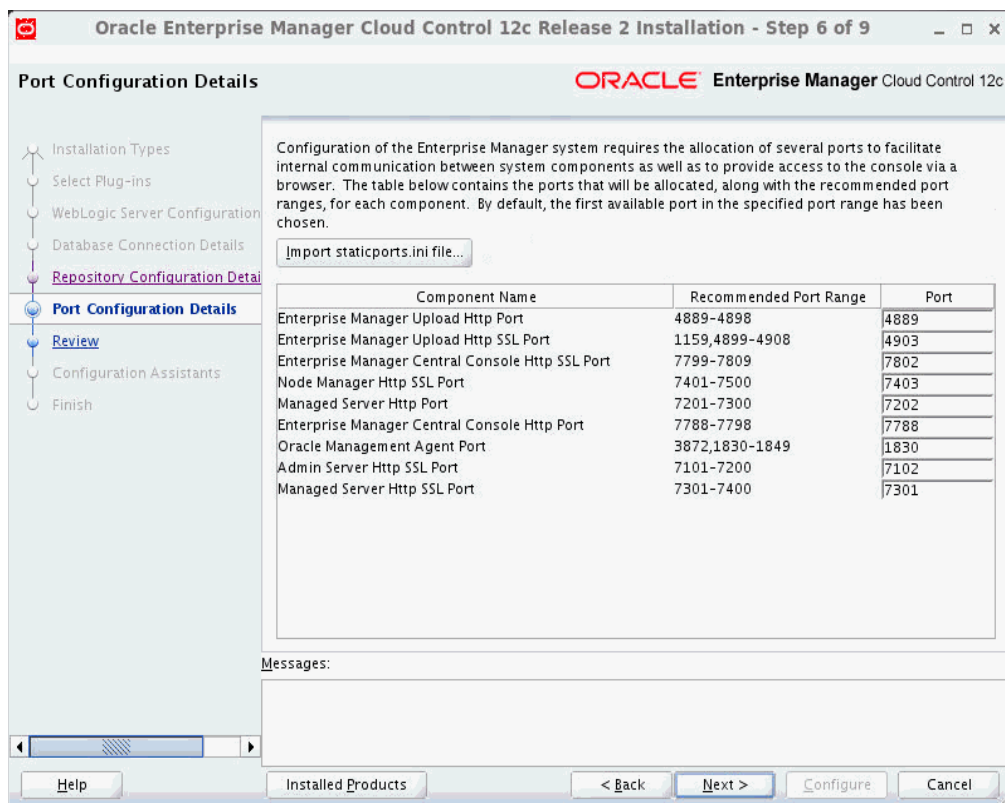 Oracle Enterprise Manager Cloud Control 12c Release 2 Installation - Step 6 of 9
Port Configuration Details
ORACLE Enterprise Manager Cloud Control 12c
Installation Types
Select Plug-ins
WebLogic Server Configuration
Database Connection Details
Repository Configuration Detai
Port Configuration Details
Review
Configuration Assistants
Finish
Configuration of the Enterprise Manager system requires the allocation of several ports to facilitate
internal communication between system components as well as to provide access to the console via a
browser. The table below contains the ports that will be allocated, along with the recommended port
ranges, for each component. By default, the first available port in the specified port range has been
chosen.
Import staticports.ini file...
Component Name Recommended Port Range Port
Enterprise Manager Upload Http Port 4889-4898 4889
Enterprise Manager Upload Http SSL Port 1159,4899-4908 4903
Enterprise Manager Central Console Http SSL Port 7799-7809 7802
Node Manager Http SSL Port 7401-7500 7403
Managed Server Http Port 7201-7300 7202
Enterprise Manager Central Console Http Port 7788-7798 7788
Oracle Management Agent Port 3872,1830-1849 1830
Admin Server Http SSL Port 7101-7200 7102
Managed Server Http SSL Port 7301-7400 7301
Messages:
Help Installed Products < Back Next > Configure Cancel